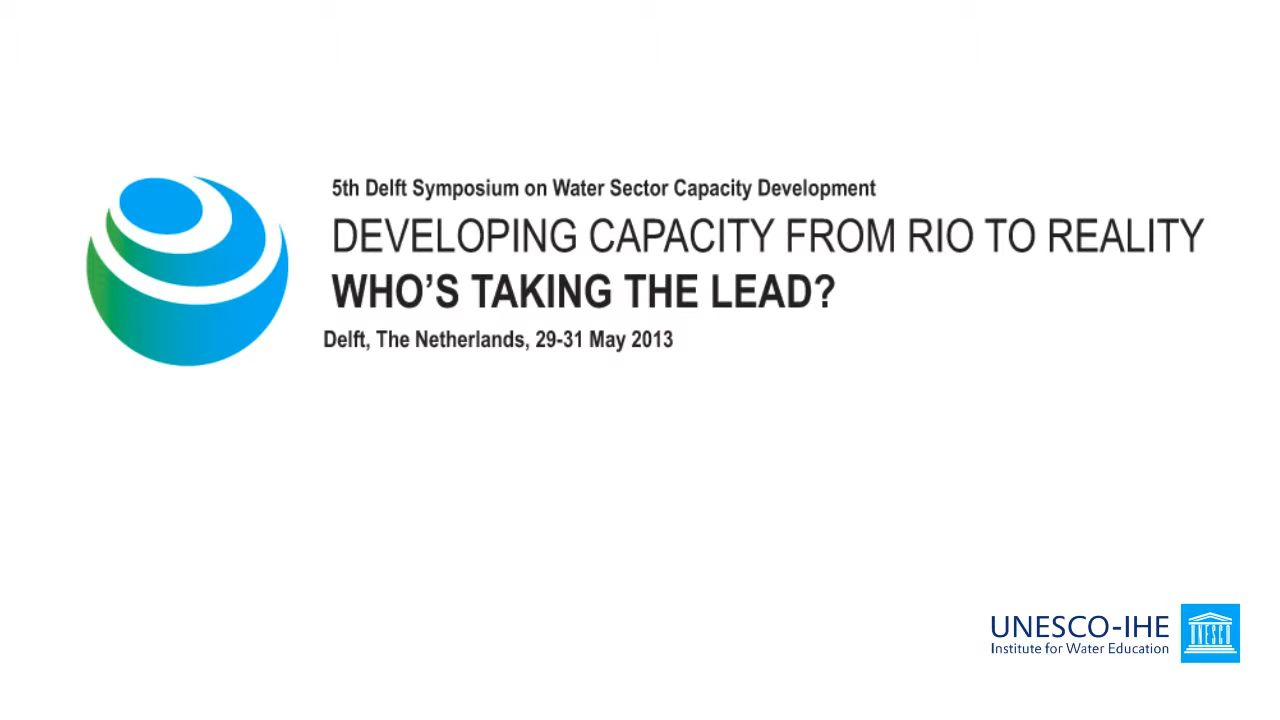 5th Delft Symposium on Water Sector Capacity Development
DEVELOPING CAPACITY FROM RIO TO REALITY
WHO'S TAKING THE LEAD?
Delft, The Netherlands, 29-31 May 2013
UNESCO-IHE
Institute for Water Education
UNESCO